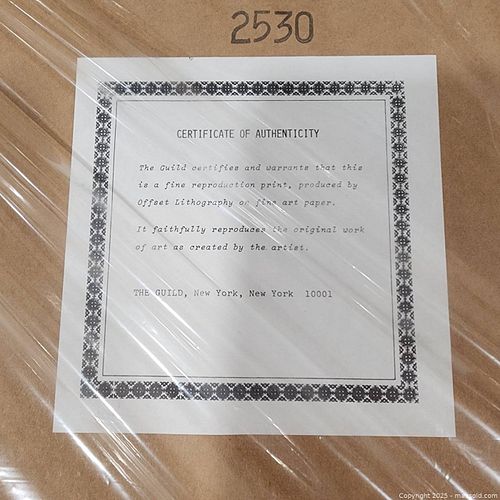 2530
CERTIFICATE OF AUTHENTICITY
The Guild certifies and warrants that this
is a fine reproduction print, produced by
Offset Lithography on fine art paper.
It faithfully reproduces the original work
of art as created by the artist.
THE GUILD, New York, New York 10001
Copyright 2025 - maxsold.com